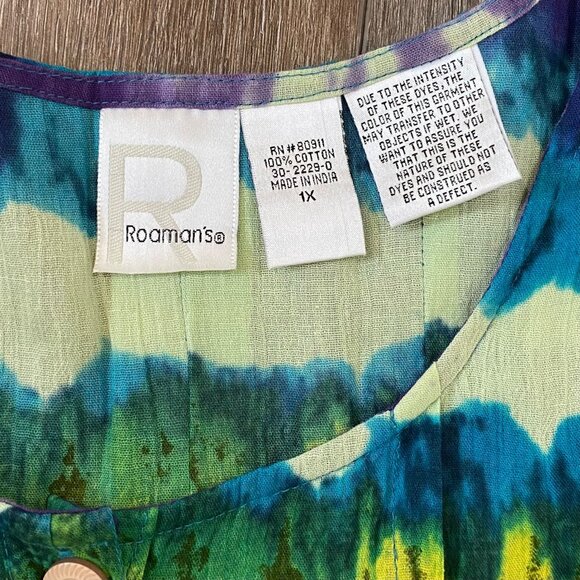 R
Roaman's®
RN#80911
100% COTTON
30-2229-0
MADE IN INDIA
1X
DUE TO THE INTENSITY
OF THESE DYES, THE
COLOR OF THIS GARMENT
MAY TRANSFER TO OTHER
OBJECTS IF WET. WE
WANT TO ASSURE YOU
THAT THIS IS THE
NATURE OF THESE
DYES AND SHOULD NOT
BE CONSTRUED AS
A DEFECT.